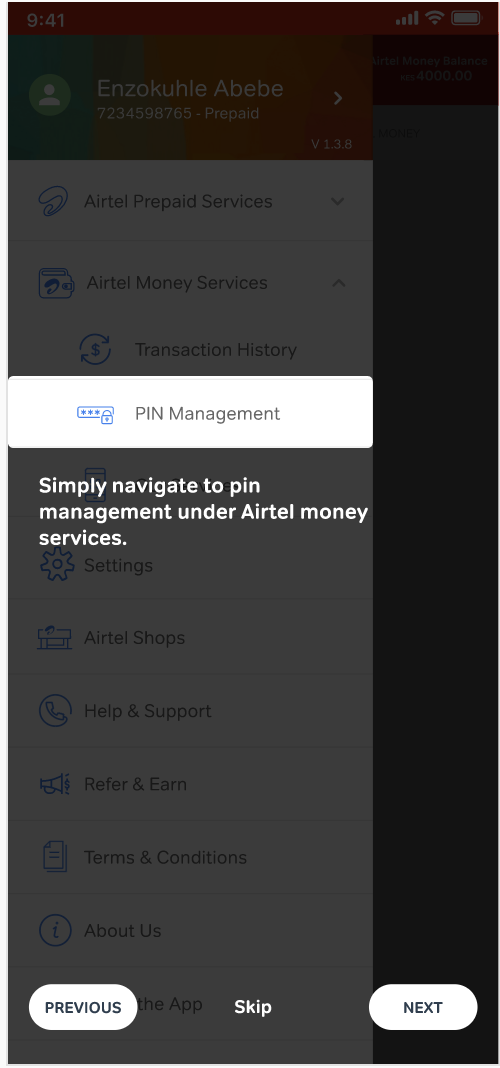 9:41
Airtel Money Balance
4000.00
Enzokuhle Abebe
7234598765 - Prepaid
V 1.3.8
MONEY
Airtel Prepaid Services
Airtel Money Services
$
Transaction History
***
PIN Management
Simply navigate to pin
management under Airtel money
services.
Settings
Airtel Shops
Help & Support
Refer & Earn
Terms & Conditions
i
About Us
the App
PREVIOUS
Skip
NEXT